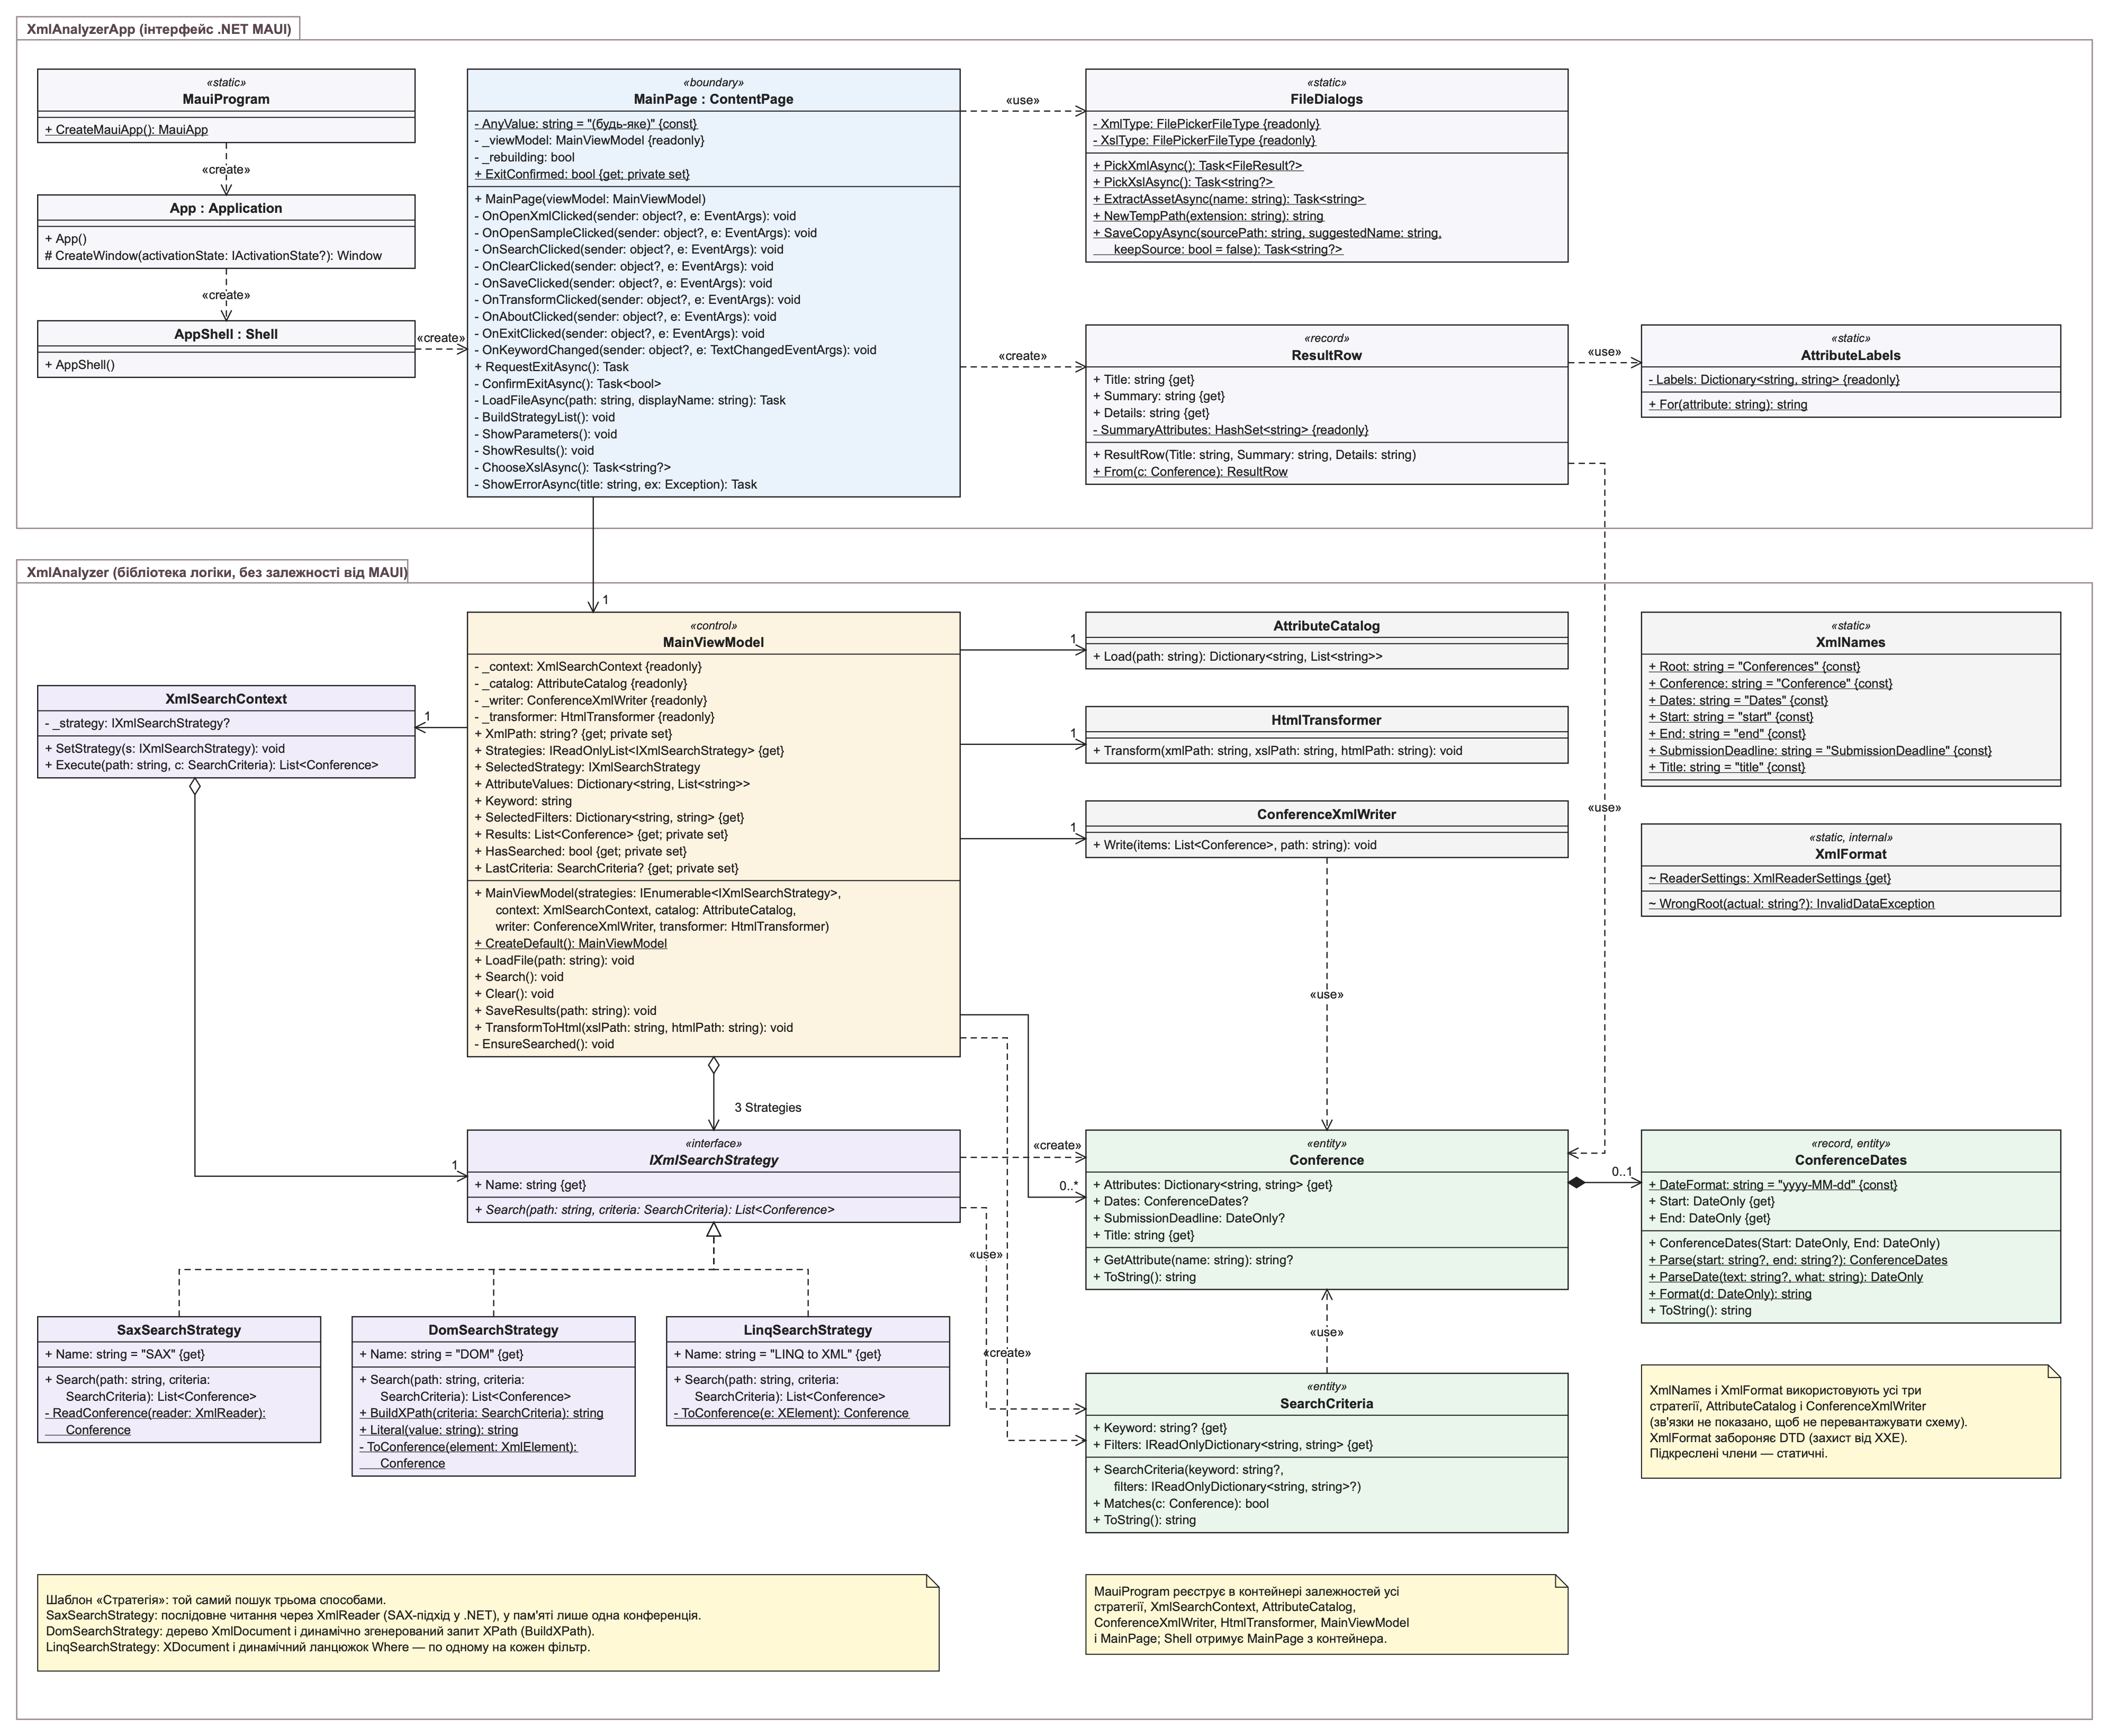 XmlAnalyzerApp (інтерфейс .NET MAUI)
«static»
MauiProgram
+ CreateMauiApp(): MauiApp
«create»
App : Application
+ App()
# CreateWindow(activationState: IActivationState?): Window
«create»
AppShell : Shell
+ AppShell()
«create»
«boundary»
MainPage : ContentPage
- AnyValue: string = "(будь-яке)" {const}
- _viewModel: MainViewModel {readonly}
- _rebuilding: bool
+ ExitConfirmed: bool {get; private set}
+ MainPage(viewModel: MainViewModel)
- OnOpenXmlClicked(sender: object?, e: EventArgs): void
- OnOpenSampleClicked(sender: object?, e: EventArgs): void
- OnSearchClicked(sender: object?, e: EventArgs): void
- OnClearClicked(sender: object?, e: EventArgs): void
- OnSaveClicked(sender: object?, e: EventArgs): void
- OnTransformClicked(sender: object?, e: EventArgs): void
- OnAboutClicked(sender: object?, e: EventArgs): void
- OnExitClicked(sender: object?, e: EventArgs): void
- OnKeywordChanged(sender: object?, e: TextChangedEventArgs): void
+ RequestExitAsync(): Task
- ConfirmExitAsync(): Task<bool>
- LoadFileAsync(path: string, displayName: string): Task
- BuildStrategyList(): void
- ShowParameters(): void
- ShowResults(): void
- ChooseXslAsync(): Task<string?>
- ShowErrorAsync(title: string, ex: Exception): Task
«use»
«create»
«static»
FileDialogs
- XmlType: FilePickerFileType {readonly}
- XslType: FilePickerFileType {readonly}
+ PickXmlAsync(): Task<FileResult?>
+ PickXslAsync(): Task<string?>
+ ExtractAssetAsync(name: string): Task<string>
+ NewTempPath(extension: string): string
+ SaveCopyAsync(sourcePath: string, suggestedName: string,
keepSource: bool = false): Task<string?>
«record»
ResultRow
+ Title: string {get}
+ Summary: string {get}
+ Details: string {get}
- SummaryAttributes: HashSet<string> {readonly}
+ ResultRow(Title: string, Summary: string, Details: string)
+ From(c: Conference): ResultRow
«use»
«static»
AttributeLabels
- Labels: Dictionary<string, string> {readonly}
+ For(attribute: string): string
XmlAnalyzer (бібліотека логіки, без залежності від MAUI)
1
XmlSearchContext
- _strategy: IXmlSearchStrategy?
+ SetStrategy(s: IXmlSearchStrategy): void
+ Execute(path: string, c: SearchCriteria): List<Conference>
1
«control»
MainViewModel
- _context: XmlSearchContext {readonly}
- _catalog: AttributeCatalog {readonly}
- _writer: ConferenceXmlWriter {readonly}
- _transformer: HtmlTransformer {readonly}
+ XmlPath: string? {get; private set}
+ Strategies: IReadOnlyList<IXmlSearchStrategy> {get}
+ SelectedStrategy: IXmlSearchStrategy
+ AttributeValues: Dictionary<string, List<string>>
+ Keyword: string
+ SelectedFilters: Dictionary<string, string> {get}
+ Results: List<Conference> {get; private set}
+ HasSearched: bool {get; private set}
+ LastCriteria: SearchCriteria? {get; private set}
+ MainViewModel(strategies: IEnumerable<IXmlSearchStrategy>,
context: XmlSearchContext, catalog: AttributeCatalog,
writer: ConferenceXmlWriter, transformer: HtmlTransformer)
+ CreateDefault(): MainViewModel
+ LoadFile(path: string): void
+ Search(): void
+ Clear(): void
+ SaveResults(path: string): void
+ TransformToHtml(xslPath: string, htmlPath: string): void
- EnsureSearched(): void
1
AttributeCatalog
+ Load(path: string): Dictionary<string, List<string>>
1
HtmlTransformer
+ Transform(xmlPath: string, xslPath: string, htmlPath: string): void
1
ConferenceXmlWriter
+ Write(items: List<Conference>, path: string): void
«use»
«use»
«static»
XmlNames
+ Root: string = "Conferences" {const}
+ Conference: string = "Conference" {const}
+ Dates: string = "Dates" {const}
+ Start: string = "start" {const}
+ End: string = "end" {const}
+ SubmissionDeadline: string = "SubmissionDeadline" {const}
+ Title: string = "title" {const}
«static, internal»
XmlFormat
~ ReaderSettings: XmlReaderSettings {get}
~ WrongRoot(actual: string?): InvalidDataException
3 Strategies
1
«interface»
IXmlSearchStrategy
+ Name: string {get}
+ Search(path: string, criteria: SearchCriteria): List<Conference>
«create»
0..*
«use»
«create»
«entity»
Conference
+ Attributes: Dictionary<string, string> {get}
+ Dates: ConferenceDates?
+ SubmissionDeadline: DateOnly?
+ Title: string {get}
+ GetAttribute(name: string): string?
+ ToString(): string
0..1
«record, entity»
ConferenceDates
+ DateFormat: string = "yyyy-MM-dd" {const}
+ Start: DateOnly {get}
+ End: DateOnly {get}
+ ConferenceDates(Start: DateOnly, End: DateOnly)
+ Parse(start: string?, end: string?): ConferenceDates
+ ParseDate(text: string?, what: string): DateOnly
+ Format(d: DateOnly): string
+ ToString(): string
SaxSearchStrategy
+ Name: string = "SAX" {get}
+ Search(path: string, criteria:
SearchCriteria): List<Conference>
- ReadConference(reader: XmlReader):
Conference
DomSearchStrategy
+ Name: string = "DOM" {get}
+ Search(path: string, criteria:
SearchCriteria): List<Conference>
+ BuildXPath(criteria: SearchCriteria): string
+ Literal(value: string): string
- ToConference(element: XmlElement):
Conference
LinqSearchStrategy
+ Name: string = "LINQ to XML" {get}
+ Search(path: string, criteria:
SearchCriteria): List<Conference>
- ToConference(e: XElement): Conference
«use»
«entity»
SearchCriteria
+ Keyword: string? {get}
+ Filters: IReadOnlyDictionary<string, string> {get}
+ SearchCriteria(keyword: string?,
filters: IReadOnlyDictionary<string, string>?)
+ Matches(c: Conference): bool
+ ToString(): string
XmlNames і XmlFormat використовують усі три
стратегії, AttributeCatalog і ConferenceXmlWriter
(зв'язки не показано, щоб не перевантажувати схему).
XmlFormat забороняє DTD (захист від XXE).
Підкреслені члени — статичні.
Шаблон «Стратегія»: той самий пошук трьома способами.
SaxSearchStrategy: послідовне читання через XmlReader (SAX-підхід у .NET), у пам'яті лише одна конференція.
DomSearchStrategy: дерево XmlDocument і динамічно згенерований запит XPath (BuildXPath).
LinqSearchStrategy: XDocument і динамічний ланцюжок Where — по одному на кожен фільтр.
MauiProgram реєструє в контейнері залежностей усі
стратегії, XmlSearchContext, AttributeCatalog,
ConferenceXmlWriter, HtmlTransformer, MainViewModel
і MainPage; Shell отримує MainPage з контейнера.